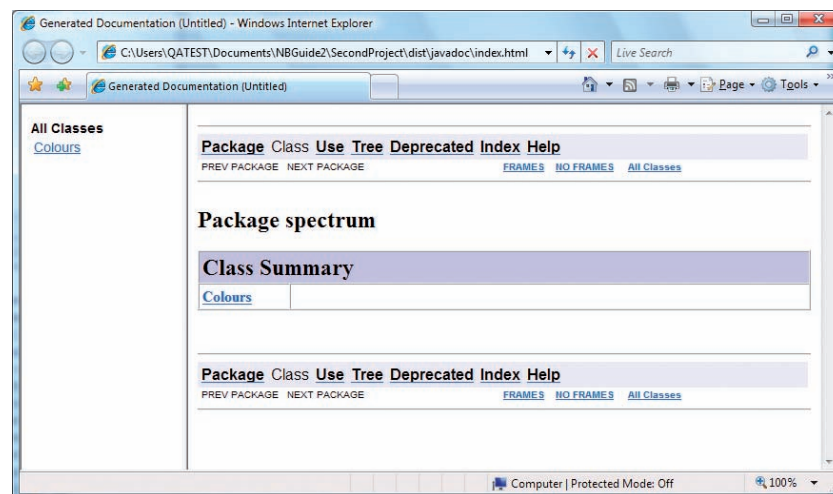 Generated Documentation (Untitled) - Windows Internet Explorer
C:\Users\QATEST\Documents\NBGuide2\SecondProject\dist\javadoc\index.html
Live Search
Generated Documentation (Untitled)
Page
Tools
All Classes
Colours
Package Class Use Tree Deprecated Index Help
PREV PACKAGE NEXT PACKAGE
FRAMES NO FRAMES All Classes
Package spectrum
Class Summary
Colours
Package Class Use Tree Deprecated Index Help
PREV PACKAGE NEXT PACKAGE
FRAMES NO FRAMES All Classes
Computer | Protected Mode: Off
100%